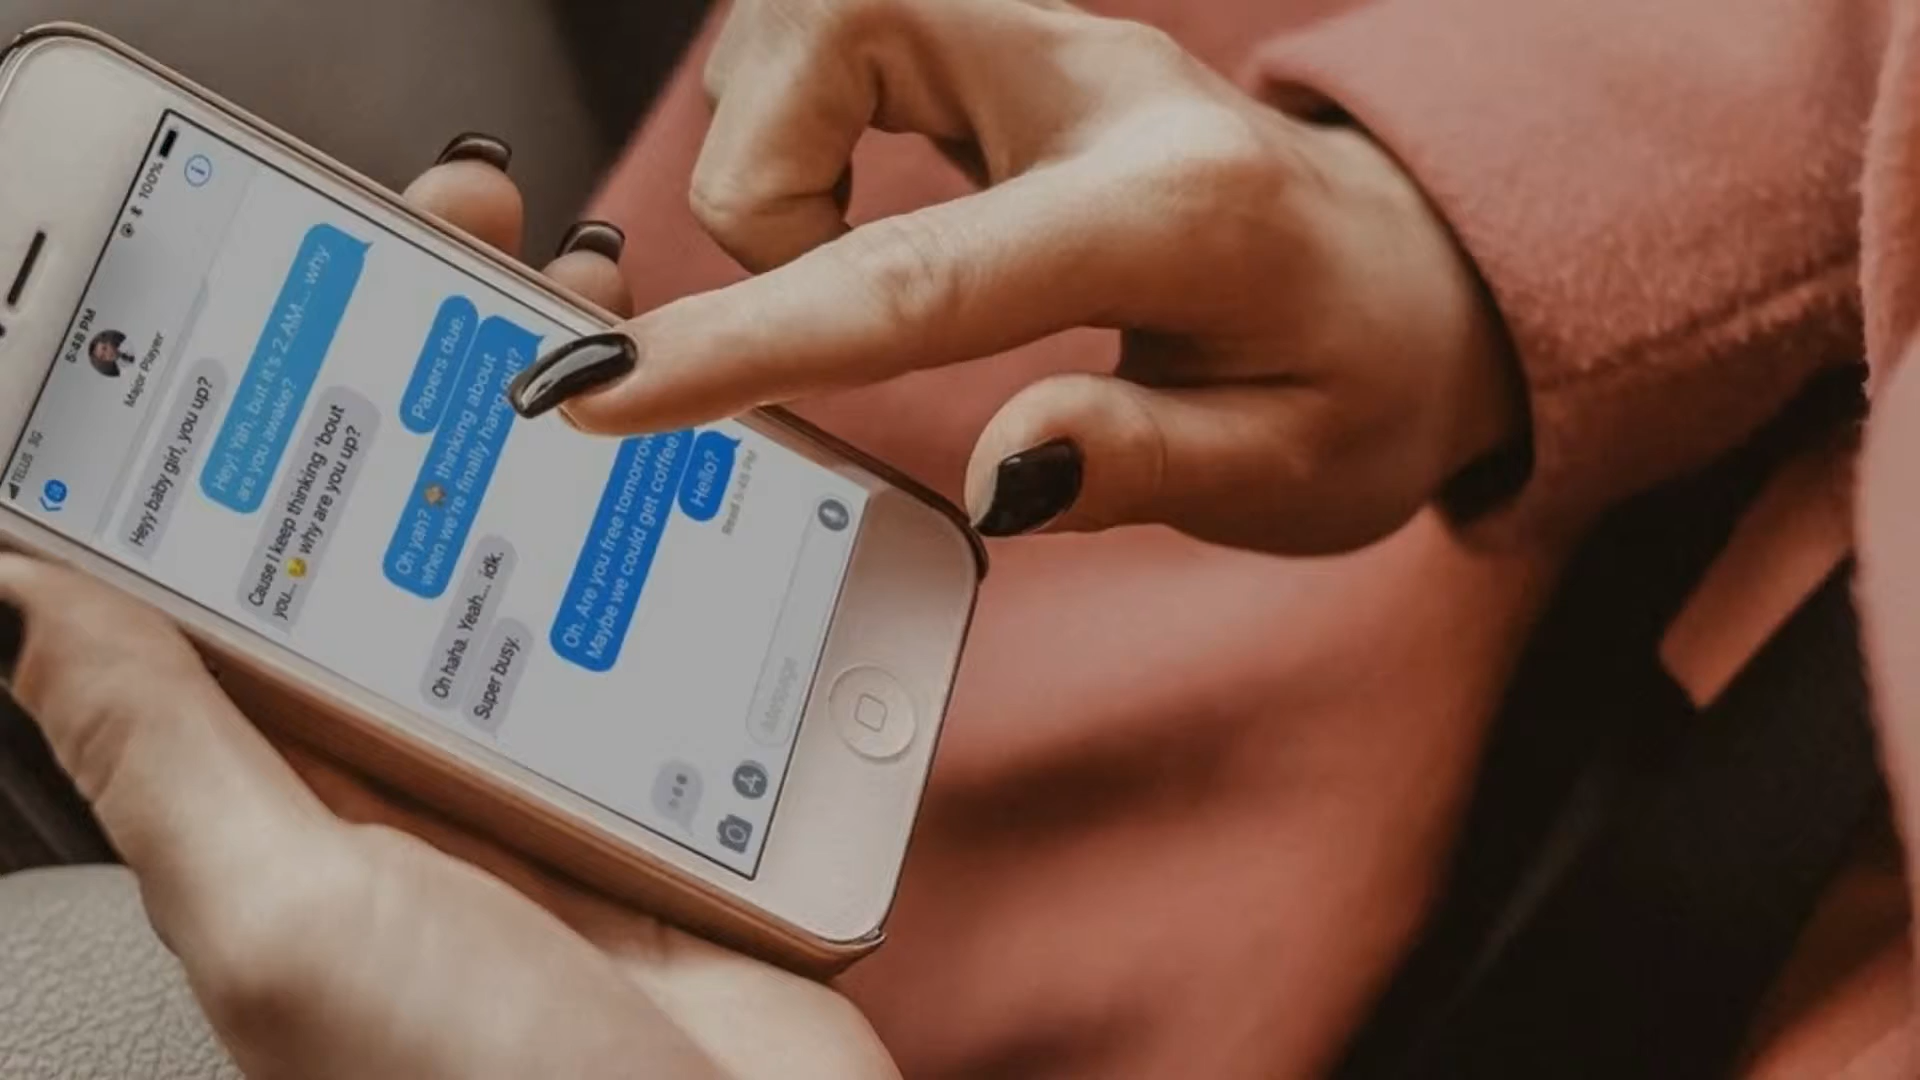 TELUS 3G
5:48 PM
100%
Major Player
Heyy baby girl, you up?
Hey! Yah, but it's 2 AM... why
are you awake?
Cause I keep thinking 'bout
you... why are you up?
Papers due.
Oh yah? thinking about
when we're finally hang out?
Oh haha. Yeah... idk.
Super busy.
Oh. Are you free tomorrow
Maybe we could get coffee
Hello?
Read 5:48 PM
Message